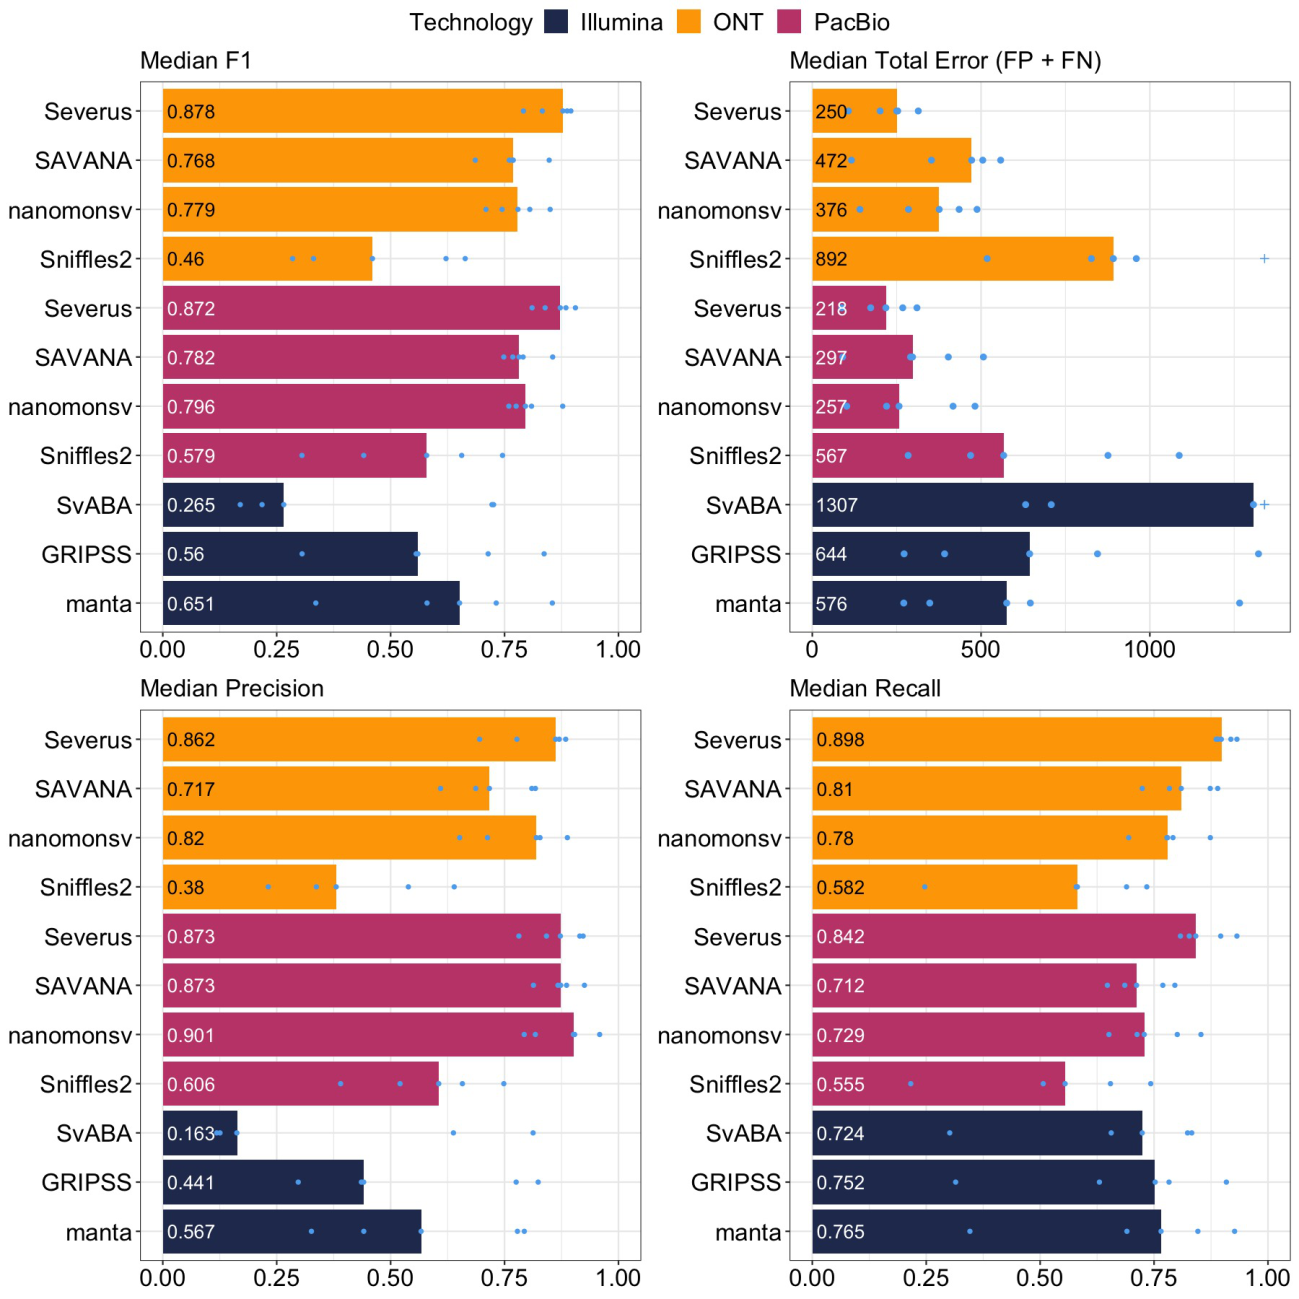 Technology Illumina ONT PacBio
Median F1
Severus 0.878
SAVANA 0.768
nanomonsv 0.779
Sniffles2 0.46
Severus 0.872
SAVANA 0.782
nanomonsv 0.796
Sniffles2 0.579
SvABA 0.265
GRIPSS 0.56
manta 0.651
0.00 0.25 0.50 0.75 1.00
Median Total Error (FP + FN)
Severus 250
SAVANA 472
nanomonsv 376
Sniffles2 892
Severus 218
SAVANA 297
nanomonsv 257
Sniffles2 567
SvABA 1307
GRIPSS 644
manta 576
0 500 1000
Median Precision
Severus 0.862
SAVANA 0.717
nanomonsv 0.82
Sniffles2 0.38
Severus 0.873
SAVANA 0.873
nanomonsv 0.901
Sniffles2 0.606
SvABA 0.163
GRIPSS 0.441
manta 0.567
0.00 0.25 0.50 0.75 1.00
Median Recall
Severus 0.898
SAVANA 0.81
nanomonsv 0.78
Sniffles2 0.582
Severus 0.842
SAVANA 0.712
nanomonsv 0.729
Sniffles2 0.555
SvABA 0.724
GRIPSS 0.752
manta 0.765
0.00 0.25 0.50 0.75 1.00